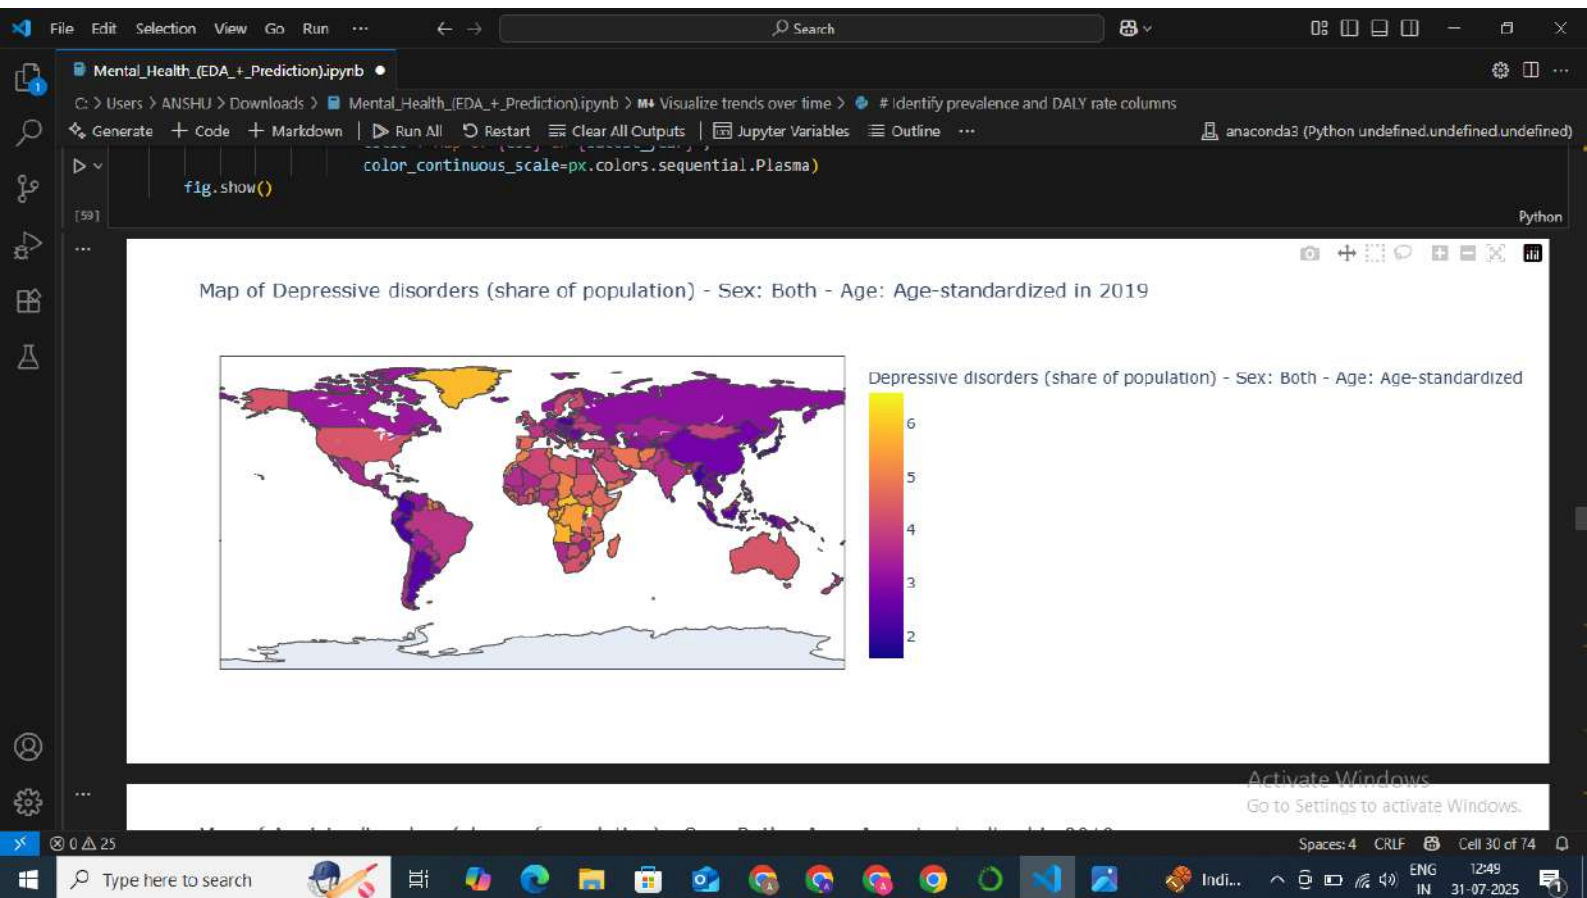 File Edit Selection View Go Run ··· Search
Mental_Health_(EDA_+_Prediction).ipynb
C: > Users > ANSHU > Downloads > Mental_Health_(EDA_+_Prediction).ipynb > M↓ Visualize trends over time > # Identify prevalence and DALY rate columns
Generate + Code + Markdown | Run All Restart Clear All Outputs | Jupyter Variables Outline ··· anaconda3 (Python undefined.undefined.undefined)
color_continuous_scale=px.colors.sequential.Plasma)
fig.show()
[59] Python
Map of Depressive disorders (share of population) - Sex: Both - Age: Age-standardized in 2019
Depressive disorders (share of population) - Sex: Both - Age: Age-standardized
6
5
4
3
2
Activate Windows
Go to Settings to activate Windows.
0 25 Spaces: 4 CRLF Cell 30 of 74
Type here to search Indi... ENG 12:49
IN 31-07-2025
1
1